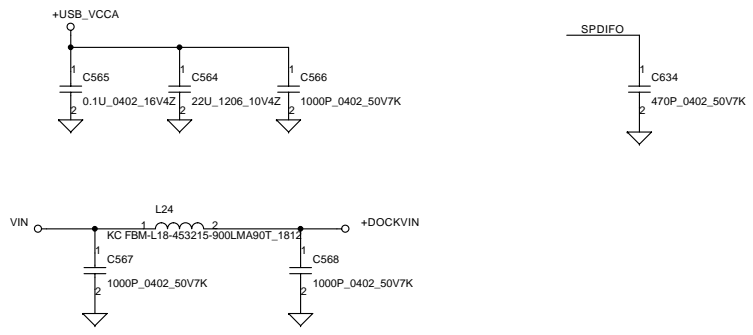 +USB_VCCA
SPDIFO
1 1 1 1
C565 C564 C566 C634
0.1U_0402_16V4Z 22U_1206_10V4Z 1000P_0402_50V7K 470P_0402_50V7K
2 2 2 2
L24
VIN +DOCKVIN
1 2
KC FBM-L18-453215-900LMA90T_1812
1 1
C567 C568
1000P_0402_50V7K 1000P_0402_50V7K
2 2